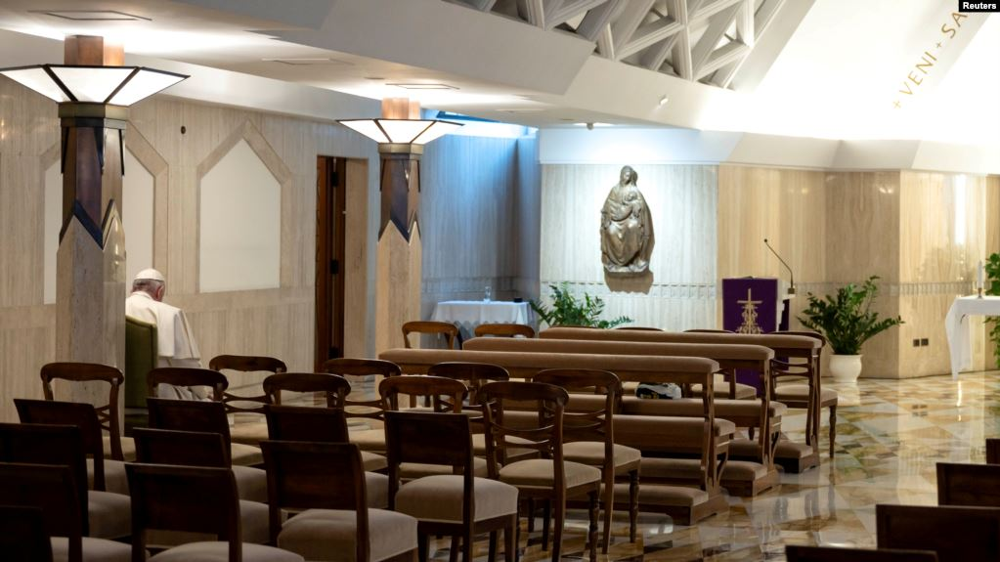 Reuters
+ VENI + SA